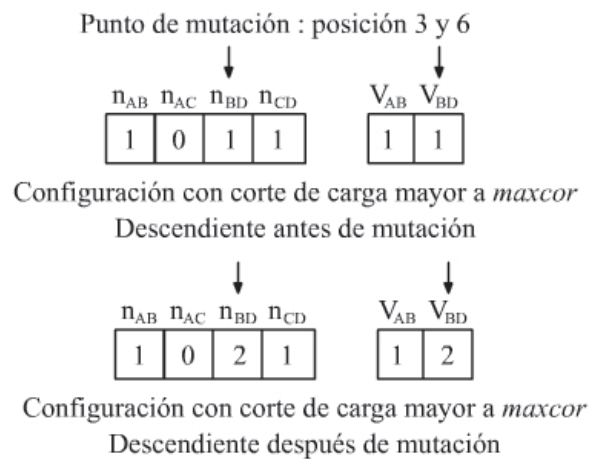 Punto de mutación : posición 3 y 6
n_AB n_AC n_BD n_CD V_AB V_BD
1 0 1 1 1 1
Configuración con corte de carga mayor a maxcor
Descendiente antes de mutación
n_AB n_AC n_BD n_CD V_AB V_BD
1 0 2 1 1 2
Configuración con corte de carga mayor a maxcor
Descendiente después de mutación